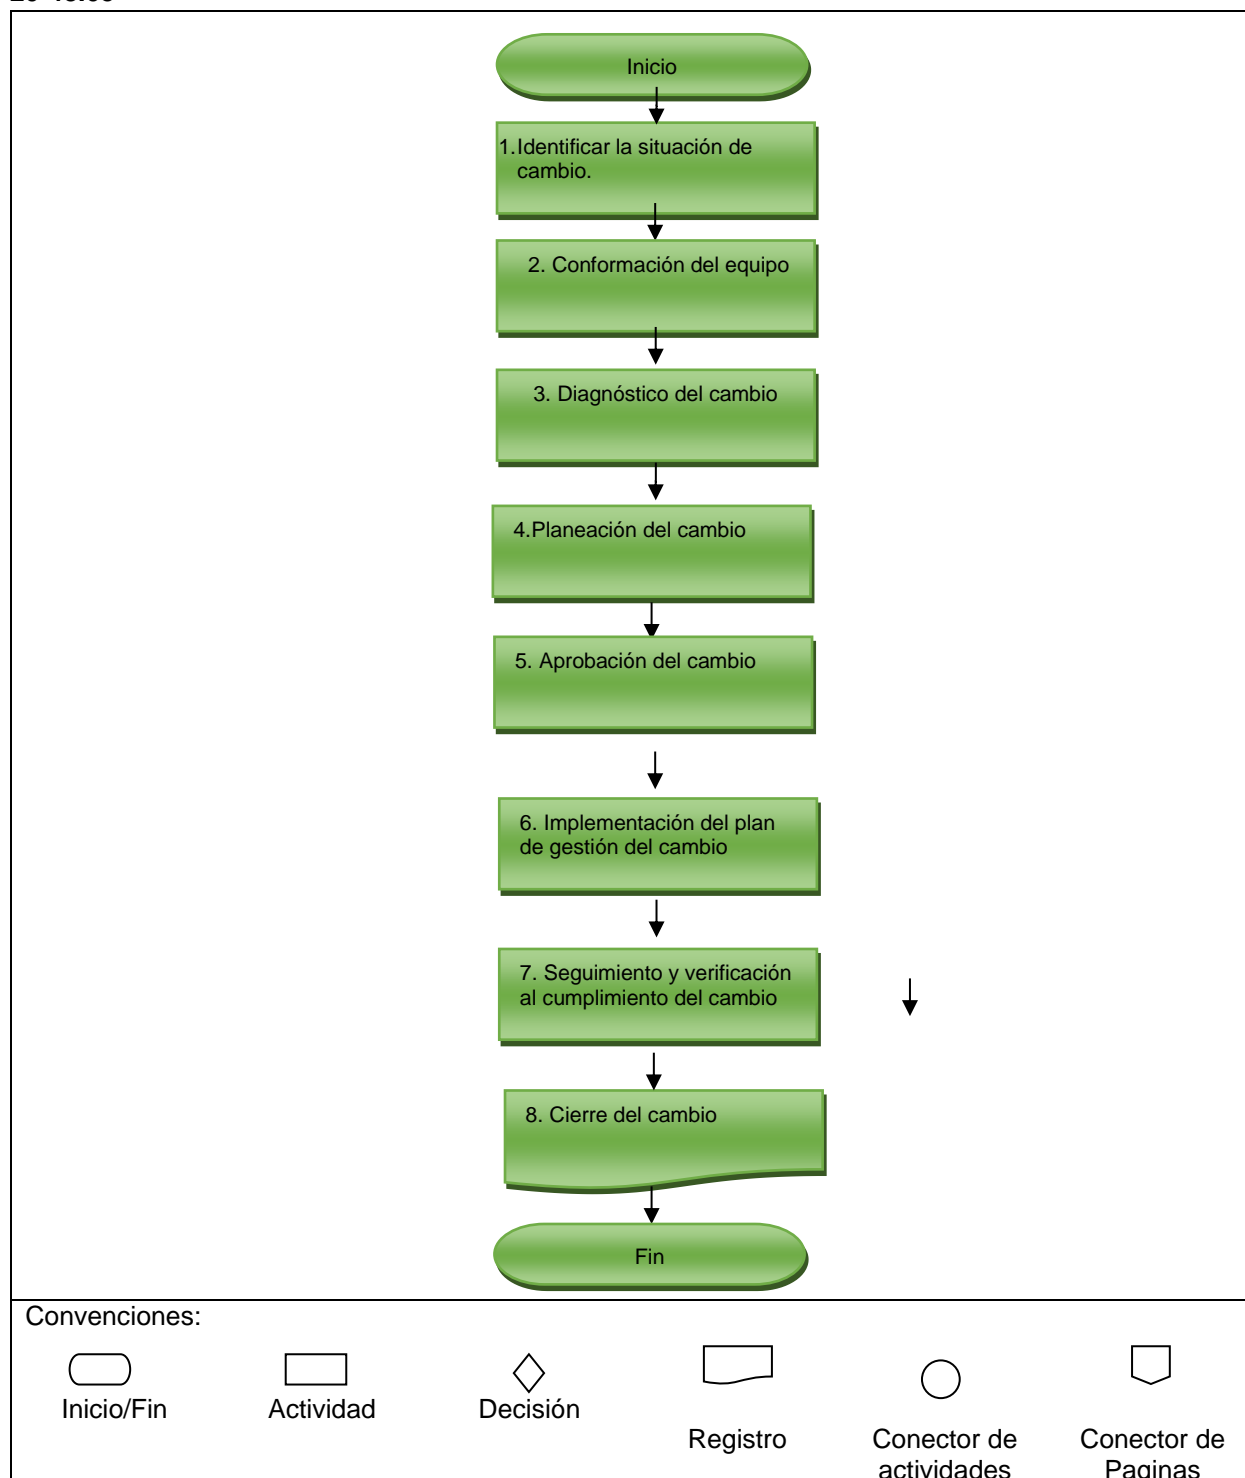 Inicio
1.Identificar la situación de
cambio.
2. Conformación del equipo
3. Diagnóstico del cambio
4.Planeación del cambio
5. Aprobación del cambio
6. Implementación del plan
de gestión del cambio
7. Seguimiento y verificación
al cumplimiento del cambio
8. Cierre del cambio
Fin
Convenciones:
Inicio/Fin
Actividad
Decisión
Registro
Conector de
actividades
Conector de
Paginas